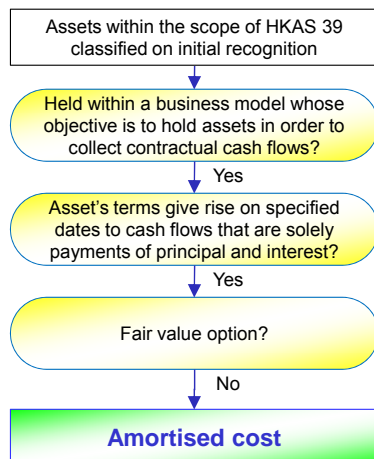 Assets within the scope of HKAS 39
classified on initial recognition
Held within a business model whose
objective is to hold assets in order to
collect contractual cash flows?
Yes
Asset's terms give rise on specified
dates to cash flows that are solely
payments of principal and interest?
Yes
Fair value option?
No
Amortised cost